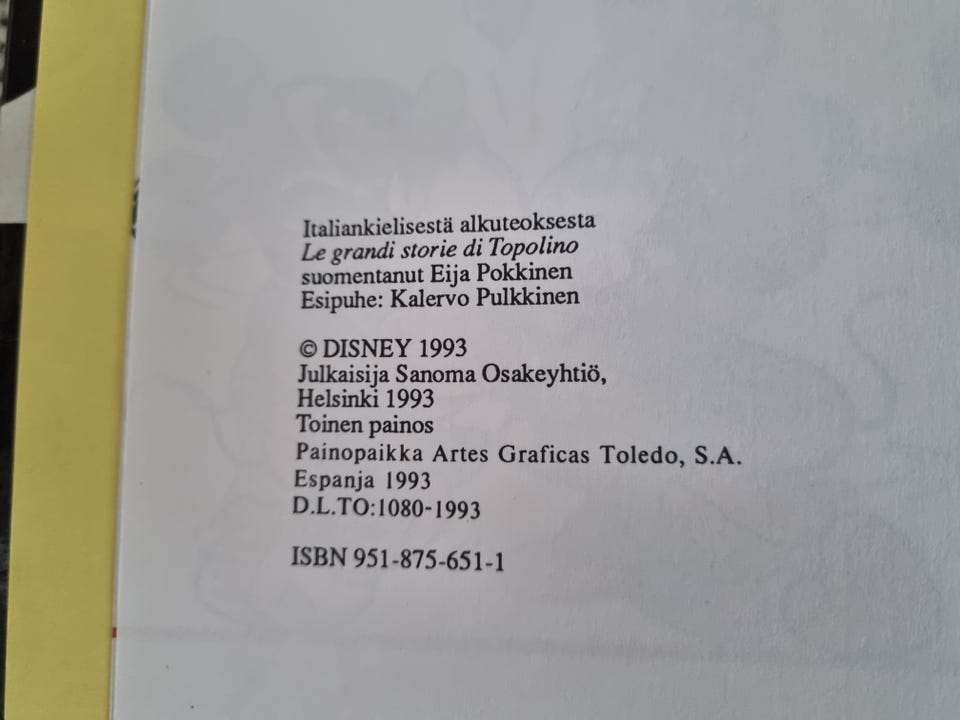 Italiankielisestä alkuteoksesta
Le grandi storie di Topolino
suomentanut Eija Pokkinen
Esipuhe: Kalervo Pulkkinen
© DISNEY 1993
Julkaisija Sanoma Osakeyhtiö,
Helsinki 1993
Toinen painos
Painopaikka Artes Graficas Toledo, S.A.
Espanja 1993
D.L.TO:1080-1993
ISBN 951-875-651-1